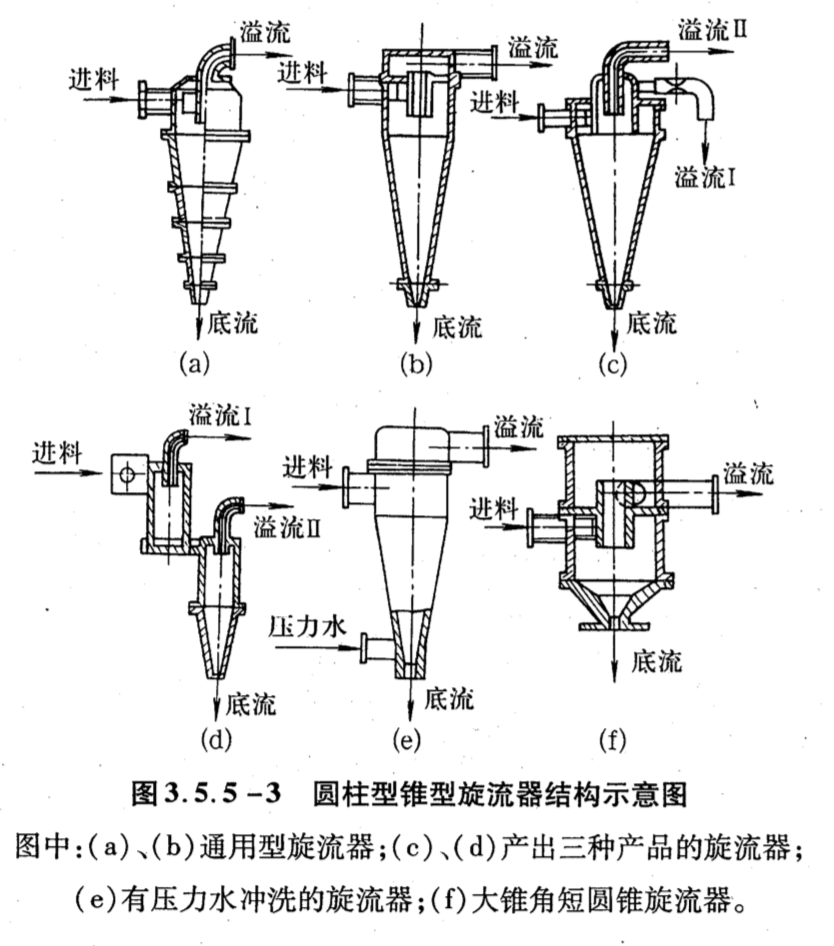 溢流
进料
底流
(a)
进料
溢流
底流
(b)
溢流Ⅱ
进料
溢流Ⅰ
底流
(c)
溢流Ⅰ
进料
溢流Ⅱ
底流
(d)
溢流
进料
压力水
底流
(e)
溢流
进料
底流
(f)
图3.5.5-3 圆柱型锥型旋流器结构示意图
图中:(a)、(b)通用型旋流器;(c)、(d)产出三种产品的旋流器;
(e)有压力水冲洗的旋流器;(f)大锥角短圆锥旋流器。